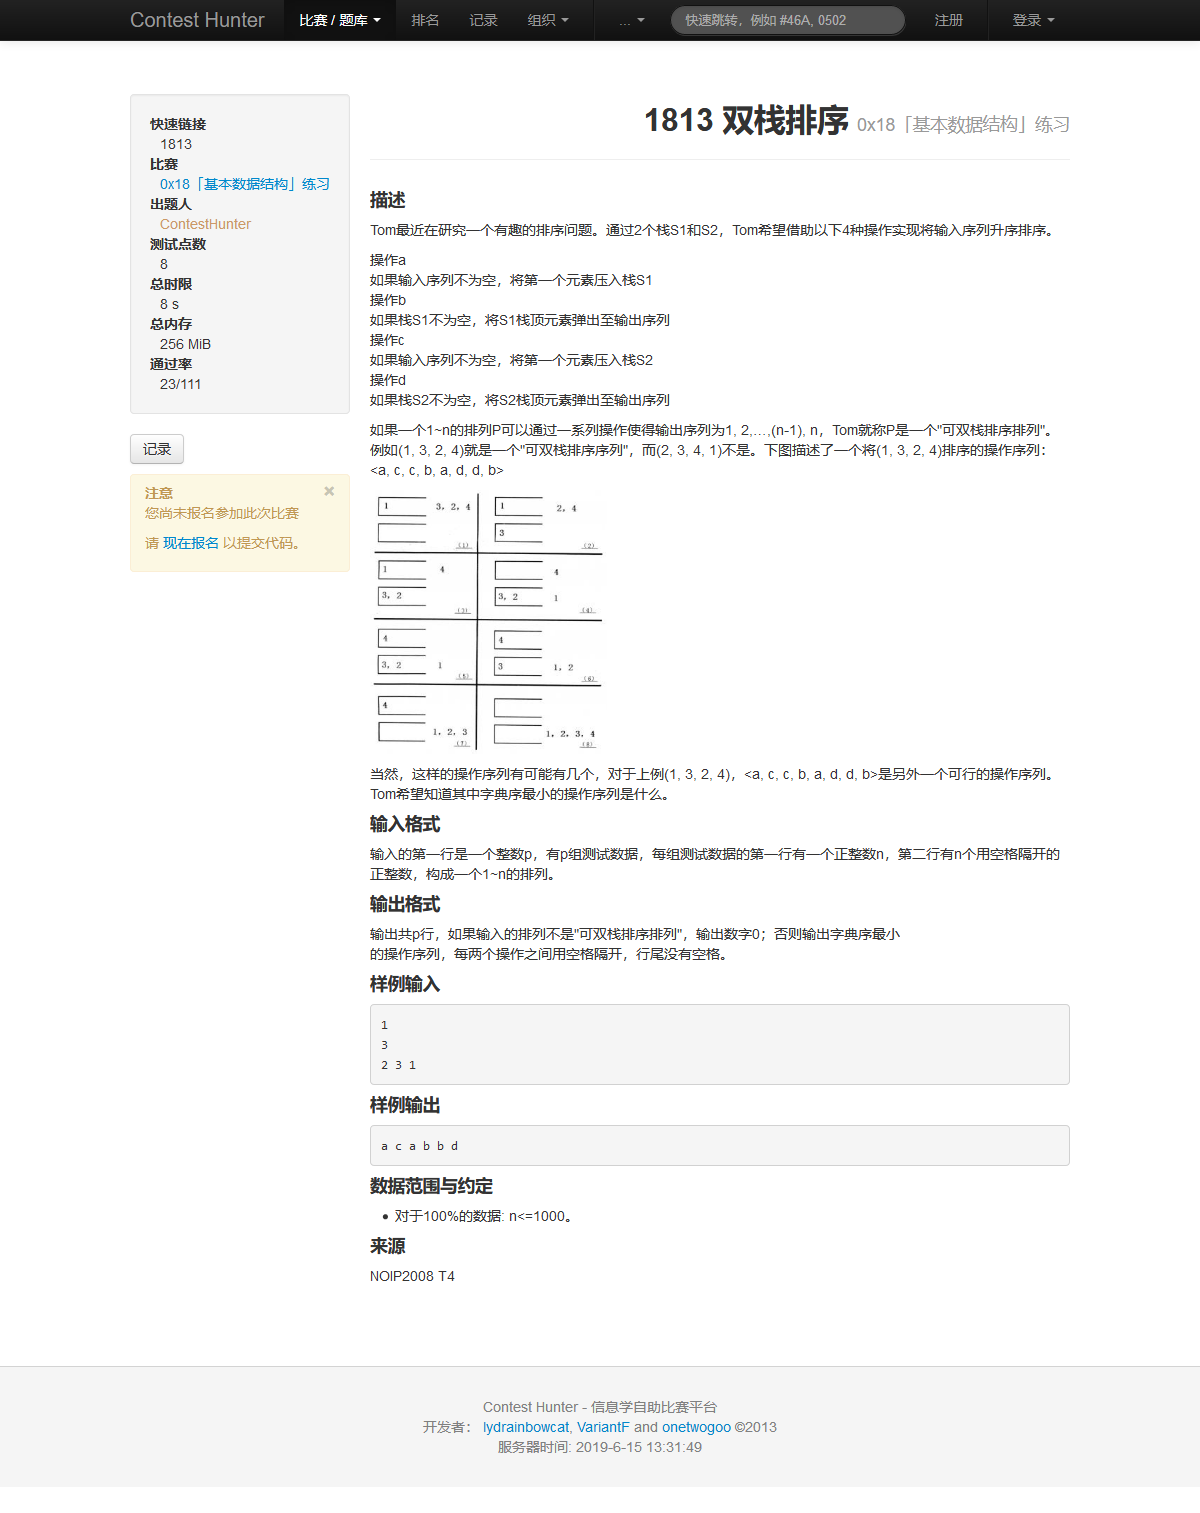 Contest Hunter 比赛 / 题库 排名 记录 组织 ... 快速跳转，例如 #46A, 0502 注册 登录
快速链接
1813
比赛
0x18「基本数据结构」练习
出题人
ContestHunter
测试点数
8
总时限
8 s
总内存
256 MiB
通过率
23/111
记录
注意 ×
您尚未报名参加此次比赛
请 现在报名 以提交代码。
1813 双栈排序 0x18「基本数据结构」练习
描述
Tom最近在研究一个有趣的排序问题。通过2个栈S1和S2，Tom希望借助以下4种操作实现将输入序列升序排序。
操作a
如果输入序列不为空，将第一个元素压入栈S1
操作b
如果栈S1不为空，将S1栈顶元素弹出至输出序列
操作c
如果输入序列不为空，将第一个元素压入栈S2
操作d
如果栈S2不为空，将S2栈顶元素弹出至输出序列
如果一个1~n的排列P可以通过一系列操作使得输出序列为1, 2,…,(n-1), n，Tom就称P是一个"可双栈排序排列"。
例如(1, 3, 2, 4)就是一个"可双栈排序序列"，而(2, 3, 4, 1)不是。下图描述了一个将(1, 3, 2, 4)排序的操作序列：
<a, c, c, b, a, d, d, b>
1 3, 2, 4 1 2, 4
3
(1) (2)
1 4 4
3, 2 3, 2 1
(3) (4)
4 4
3, 2 1 3 1, 2
(5) (6)
4
1, 2, 3 1, 2, 3, 4
(7) (8)
当然，这样的操作序列有可能有几个，对于上例(1, 3, 2, 4)，<a, c, c, b, a, d, d, b>是另外一个可行的操作序列。
Tom希望知道其中字典序最小的操作序列是什么。
输入格式
输入的第一行是一个整数p，有p组测试数据，每组测试数据的第一行有一个正整数n，第二行有n个用空格隔开的
正整数，构成一个1~n的排列。
输出格式
输出共p行，如果输入的排列不是"可双栈排序排列"，输出数字0；否则输出字典序最小
的操作序列，每两个操作之间用空格隔开，行尾没有空格。
样例输入
1
3
2 3 1
样例输出
a c a b b d
数据范围与约定
• 对于100%的数据: n<=1000。
来源
NOIP2008 T4
Contest Hunter - 信息学自助比赛平台
开发者： lydrainbowcat, VariantF and onetwogoo ©2013
服务器时间: 2019-6-15 13:31:49